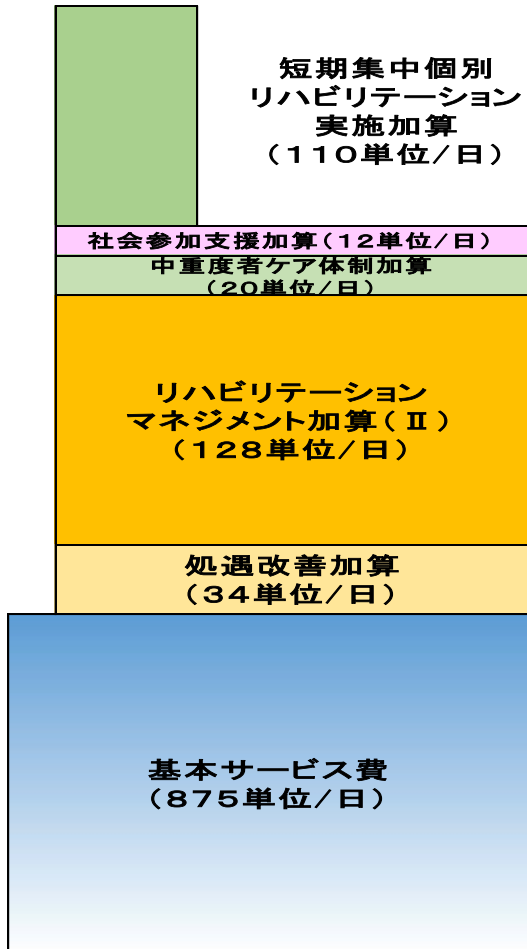 短期集中個別
リハビリテーション
実施加算
（110単位/日）
社会参加支援加算（12単位/日）
中重度者ケア体制加算
（20単位/日）
リハビリテーション
マネジメント加算（Ⅱ）
（128単位/日）
処遇改善加算
（34単位/日）
基本サービス費
（875単位/日）